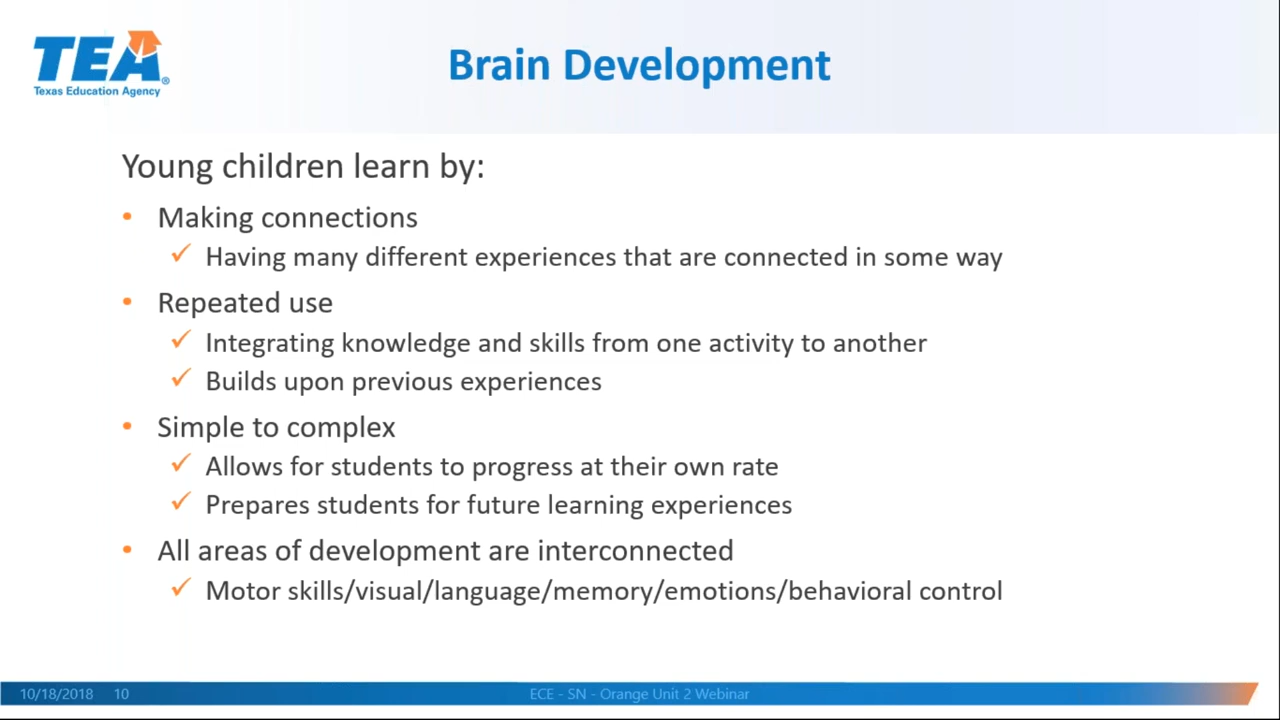 TEA®
Texas Education Agency
Brain Development
Young children learn by:
• Making connections
✓ Having many different experiences that are connected in some way
• Repeated use
✓ Integrating knowledge and skills from one activity to another
✓ Builds upon previous experiences
• Simple to complex
✓ Allows for students to progress at their own rate
✓ Prepares students for future learning experiences
• All areas of development are interconnected
✓ Motor skills/visual/language/memory/emotions/behavioral control
10/18/2018 10 ECE - SN - Orange Unit 2 Webinar